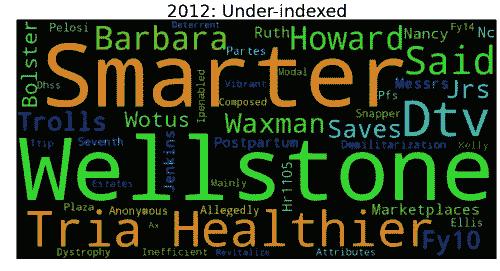 2012: Under-indexed
Pelosi Deterrent Ruth Howard Nancy Fy14 Nc
Bolster Barbara Partes Said
Smarter Messrs Jrs
Dhss Ipenabled Vibrant Modal Pfs
Composed Snapper Dtv
Trolls Wotus Waxman Saves
Trip Seventh Jenkins Postpartum Demilitarization Kelly
Wellstone
Estates Mainly Hr1105
Plaza Anonymous Allegedly Marketplaces
Tria Healthier Ax Ellis
Fy10
Dystrophy Inefficient Revitalize Attributes